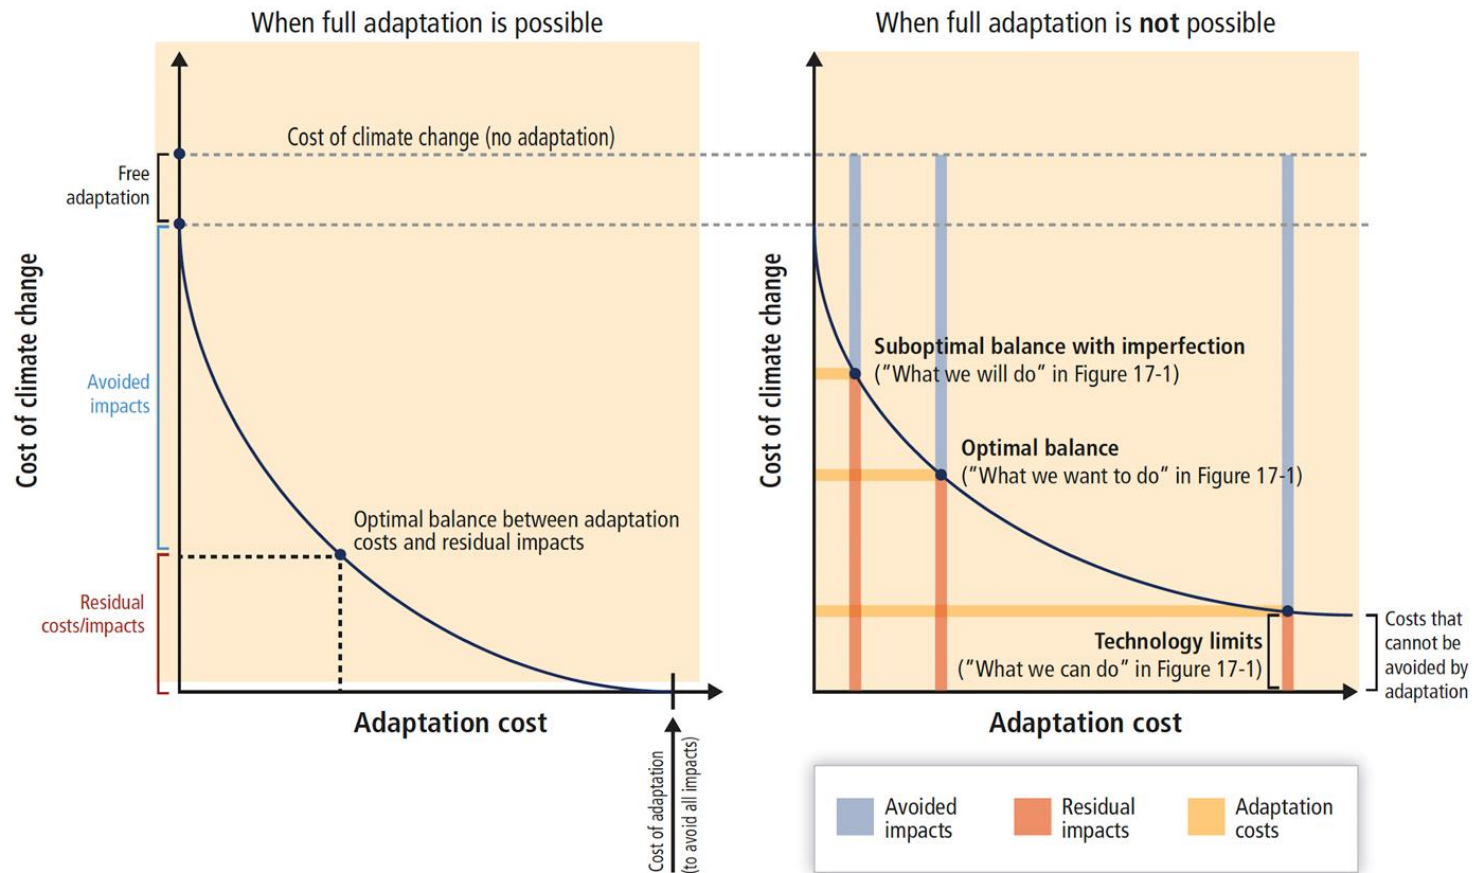 When full adaptation is possible
Cost of climate change (no adaptation)
Free
adaptation
Cost of climate change
Avoided
impacts
Optimal balance between adaptation
costs and residual impacts
Residual
costs/impacts
Adaptation cost
Cost of adaptation
(to avoid all impacts)
When full adaptation is not possible
Cost of climate change
Suboptimal balance with imperfection
(“What we will do” in Figure 17-1)
Optimal balance
(“What we want to do” in Figure 17-1)
Technology limits
(“What we can do” in Figure 17-1)
Costs that
cannot be
avoided by
adaptation
Adaptation cost
Avoided
impacts
Residual
impacts
Adaptation
costs